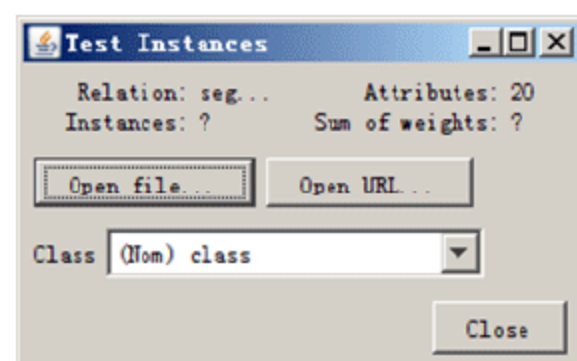 Test Instances
Relation: seg... Attributes: 20
Instances: ? Sum of weights: ?
Open file... Open URL...
Class (Nom) class
Close